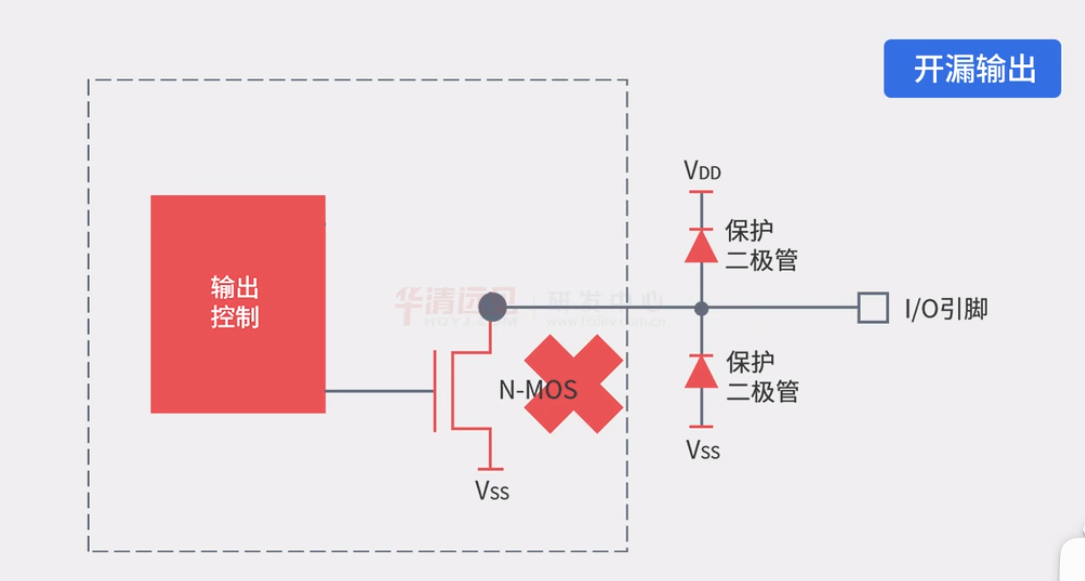 开漏输出
VDD
保护
二极管
输出
控制
华清远见 研发中心
I/O引脚
保护
二极管
N-MOS
Vss
Vss